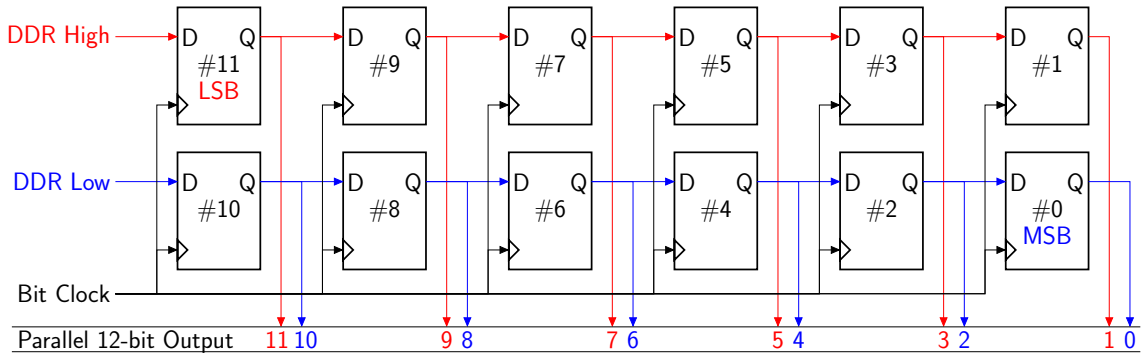 DDR High
D Q D Q D Q D Q D Q D Q
#11 #9 #7 #5 #3 #1
LSB
DDR Low
D Q D Q D Q D Q D Q D Q
#10 #8 #6 #4 #2 #0
MSB
Bit Clock
Parallel 12-bit Output 11 10 9 8 7 6 5 4 3 2 1 0